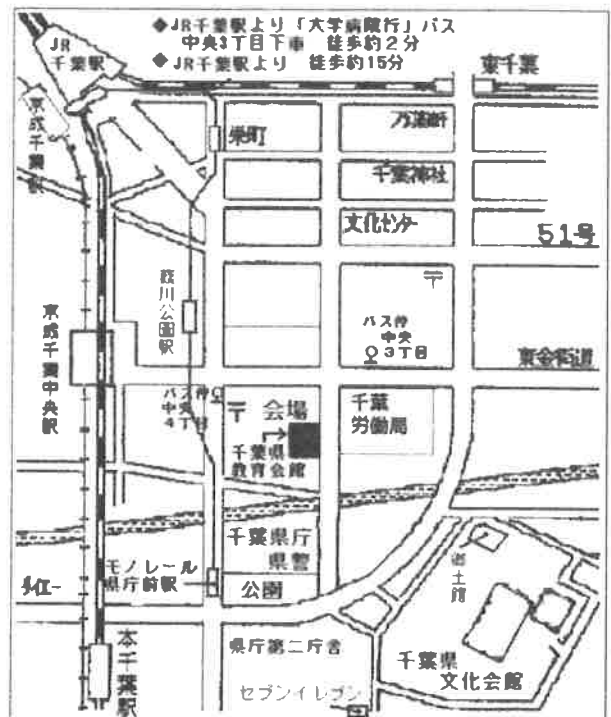 ◆JR千葉駅より「大学病院行」バス
中央3丁目下車 徒歩約2分
◆JR千葉駅より 徒歩約15分
JR
千葉駅
東千葉
京成千葉駅
栄町
千葉神社
文化センター
51号
葭川公園駅
バス停
中央
3丁目
京成千葉中央駅
東金街道
バス停
中央
4丁目
〒
会場
千葉県
教育会館
千葉
労働局
千葉県庁
県警
モノレール
県庁前駅
公園
郷土館
本千葉駅
県庁第二庁舎
千葉県
文化会館
セブンイレブン